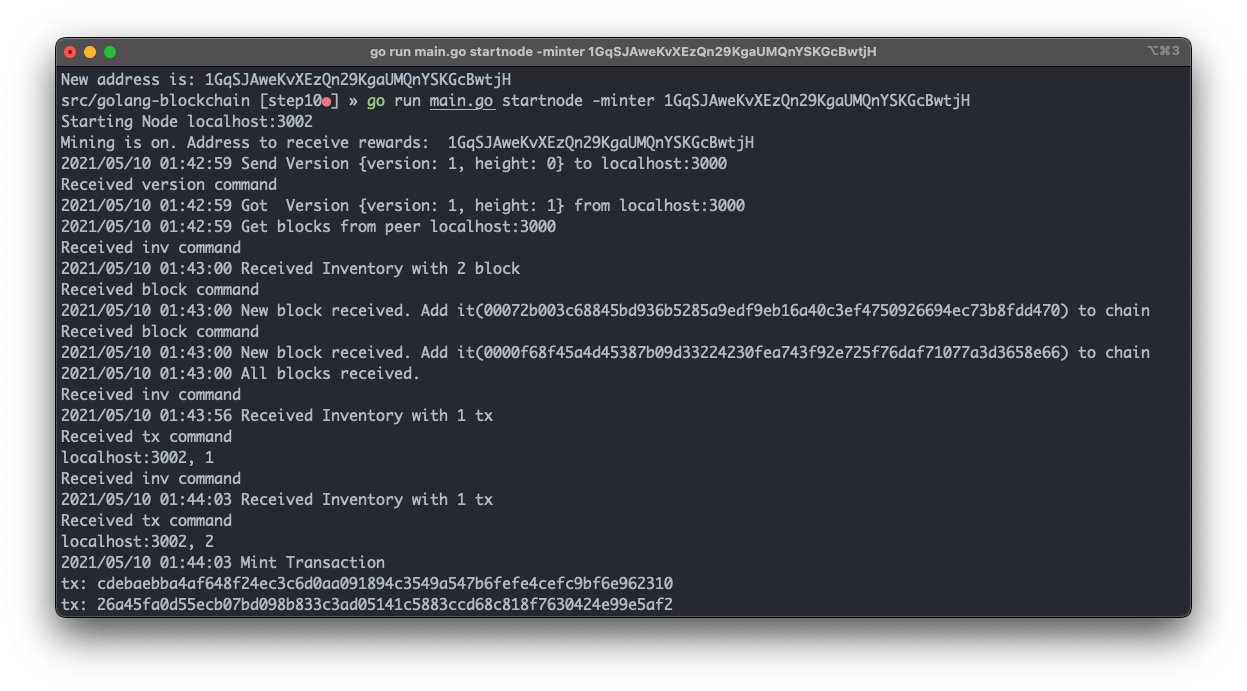 go run main.go startnode -minter 1GqSJAweKvXEzQn29KgaUMQnYSKGcBwtjH
⌥⌘3
New address is: 1GqSJAweKvXEzQn29KgaUMQnYSKGcBwtjH
src/golang-blockchain [step10●] » go run main.go startnode -minter 1GqSJAweKvXEzQn29KgaUMQnYSKGcBwtjH
Starting Node localhost:3002
Mining is on. Address to receive rewards:  1GqSJAweKvXEzQn29KgaUMQnYSKGcBwtjH
2021/05/10 01:42:59 Send Version {version: 1, height: 0} to localhost:3000
Received version command
2021/05/10 01:42:59 Got  Version {version: 1, height: 1} from localhost:3000
2021/05/10 01:42:59 Get blocks from peer localhost:3000
Received inv command
2021/05/10 01:43:00 Received Inventory with 2 block
Received block command
2021/05/10 01:43:00 New block received. Add it(00072b003c68845bd936b5285a9edf9eb16a40c3ef4750926694ec73b8fdd470) to chain
Received block command
2021/05/10 01:43:00 New block received. Add it(0000f68f45a4d45387b09d33224230fea743f92e725f76daf71077a3d3658e66) to chain
2021/05/10 01:43:00 All blocks received.
Received inv command
2021/05/10 01:43:56 Received Inventory with 1 tx
Received tx command
localhost:3002, 1
Received inv command
2021/05/10 01:44:03 Received Inventory with 1 tx
Received tx command
localhost:3002, 2
2021/05/10 01:44:03 Mint Transaction
tx: cdebaebba4af648f24ec3c6d0aa091894c3549a547b6fefe4cefc9bf6e962310
tx: 26a45fa0d55ecb07bd098b833c3ad05141c5883ccd68c818f7630424e99e5af2